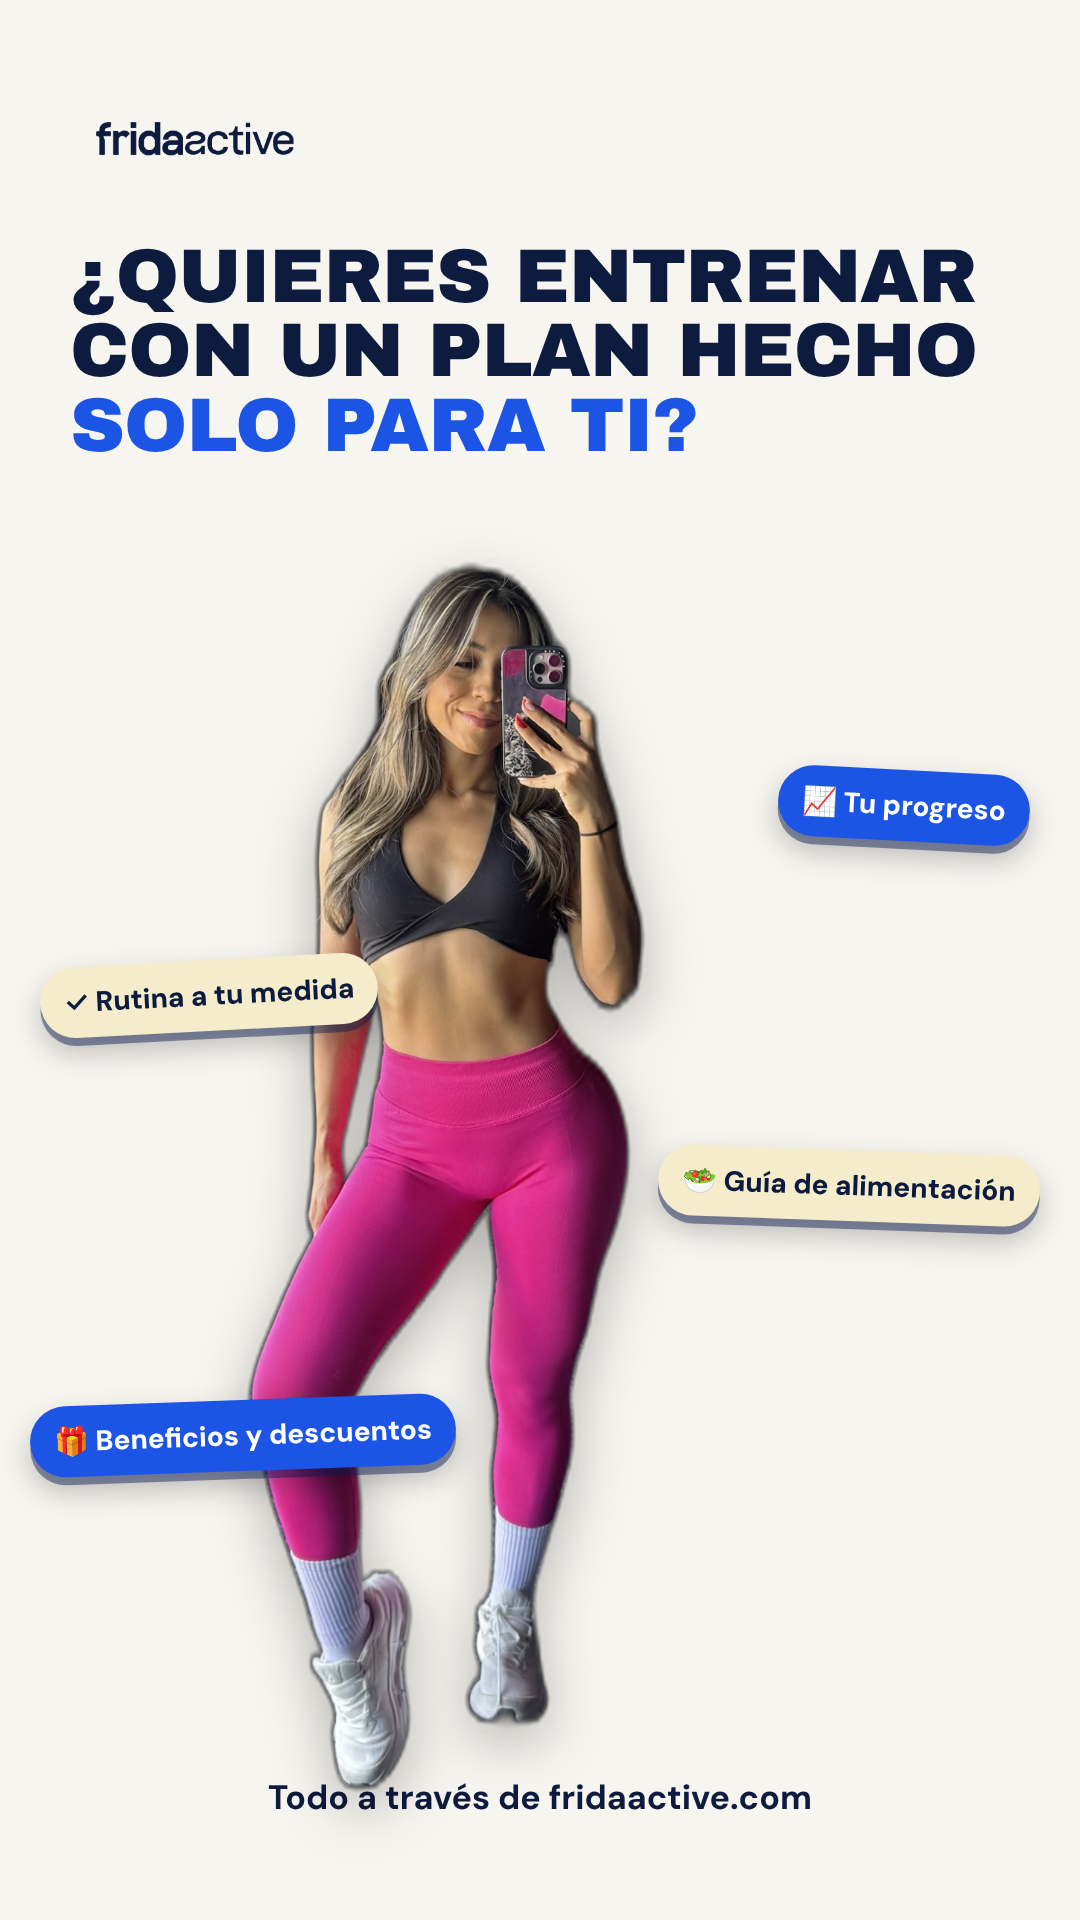 fridaactive
¿QUIERES ENTRENAR
CON UN PLAN HECHO
SOLO PARA TI?
📈 Tu progreso
✓ Rutina a tu medida
🥗 Guía de alimentación
🎁 Beneficios y descuentos
Todo a través de fridaactive.com